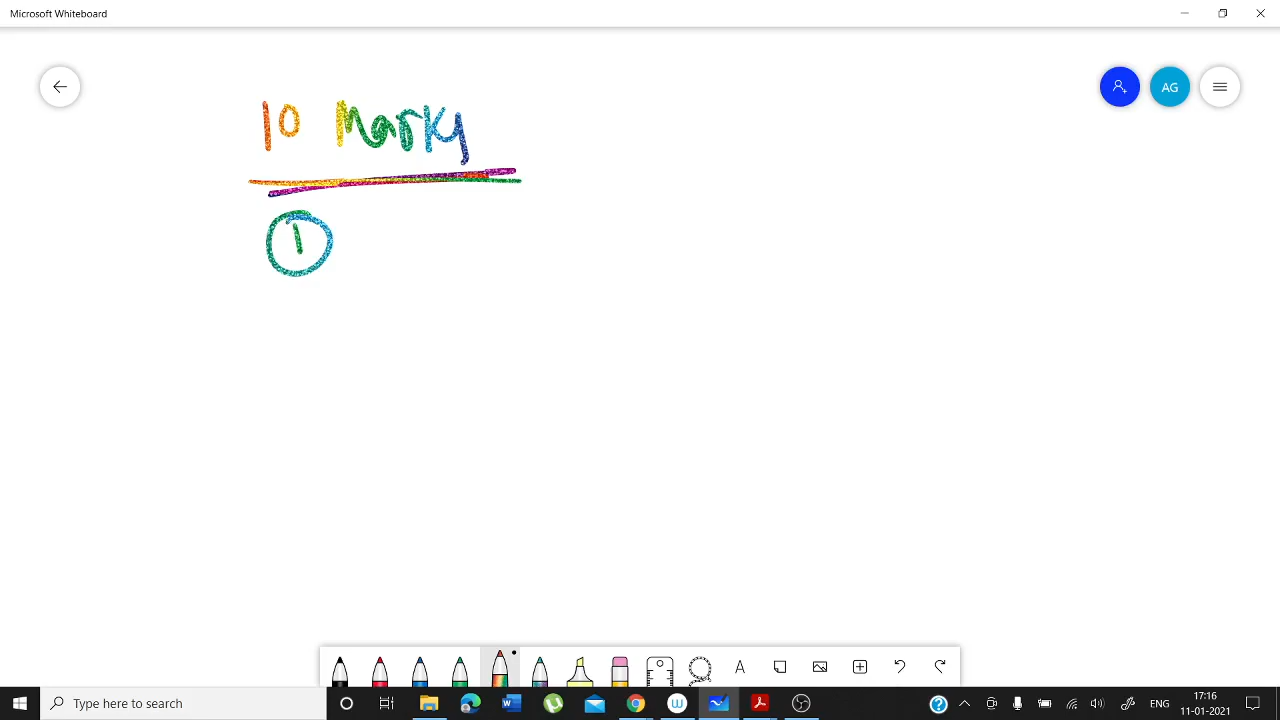 Microsoft Whiteboard
AG
10 Marks
1
A
Type here to search
ENG
17:16
11-01-2021